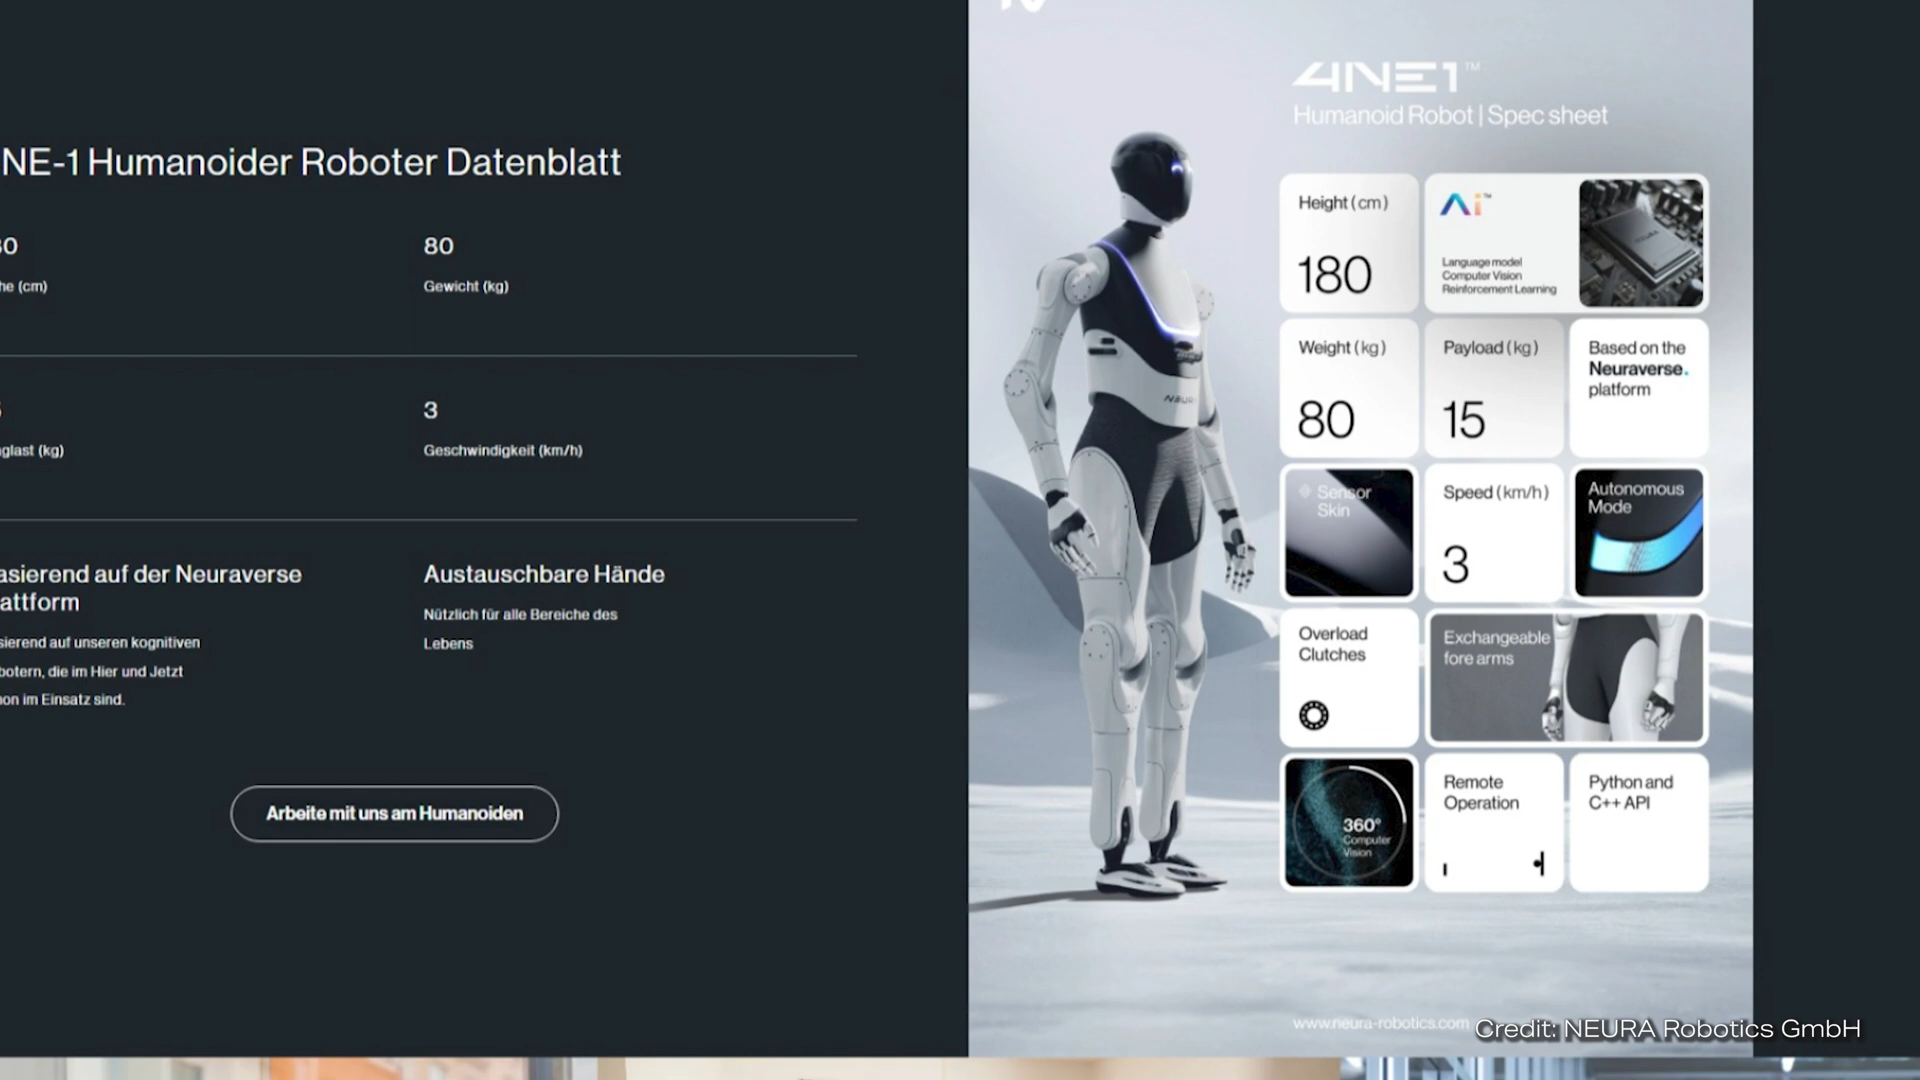 NE-1 Humanoider Roboter Datenblatt
80
he (cm)
80
Gewicht (kg)
glast (kg)
3
Geschwindigkeit (km/h)
asierend auf der Neuraverse
attform
sierend auf unseren kognitiven
botern, die im Hier und Jetzt
on im Einsatz sind.
Austauschbare Hände
Nützlich für alle Bereiche des
Lebens
Arbeite mit uns am Humanoiden
4NE1™
Humanoid Robot | Spec sheet
Height (cm)
180
Ai™
Language model
Computer Vision
Reinforcement Learning
Weight (kg)
80
Payload (kg)
15
Based on the
Neuraverse.
platform
Sensor
Skin
Speed (km/h)
3
Autonomous
Mode
Overload
Clutches
Exchangeable
fore arms
360°
Computer
Vision
Remote
Operation
Python and
C++ API
NEURA
www.neura-robotics.com
Credit: NEURA Robotics GmbH